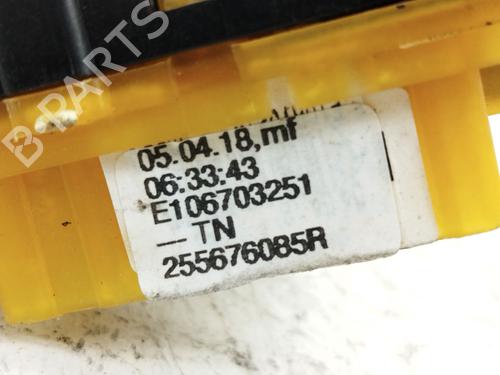 B PARTS
05.04.18,mf
06:33:43
E106703251
— TN
255676085R